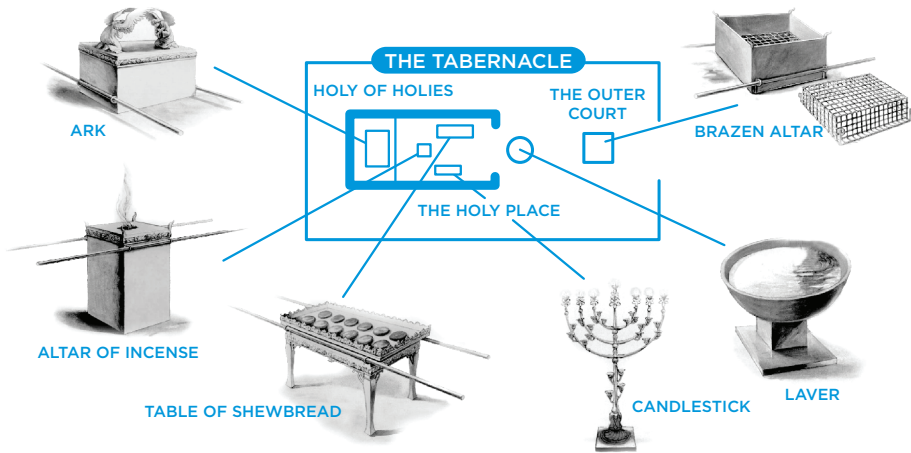 THE TABERNACLE
HOLY OF HOLIES
THE OUTER
COURT
ARK
BRAZEN ALTAR
THE HOLY PLACE
ALTAR OF INCENSE
TABLE OF SHEWBREAD
CANDLESTICK
LAVER